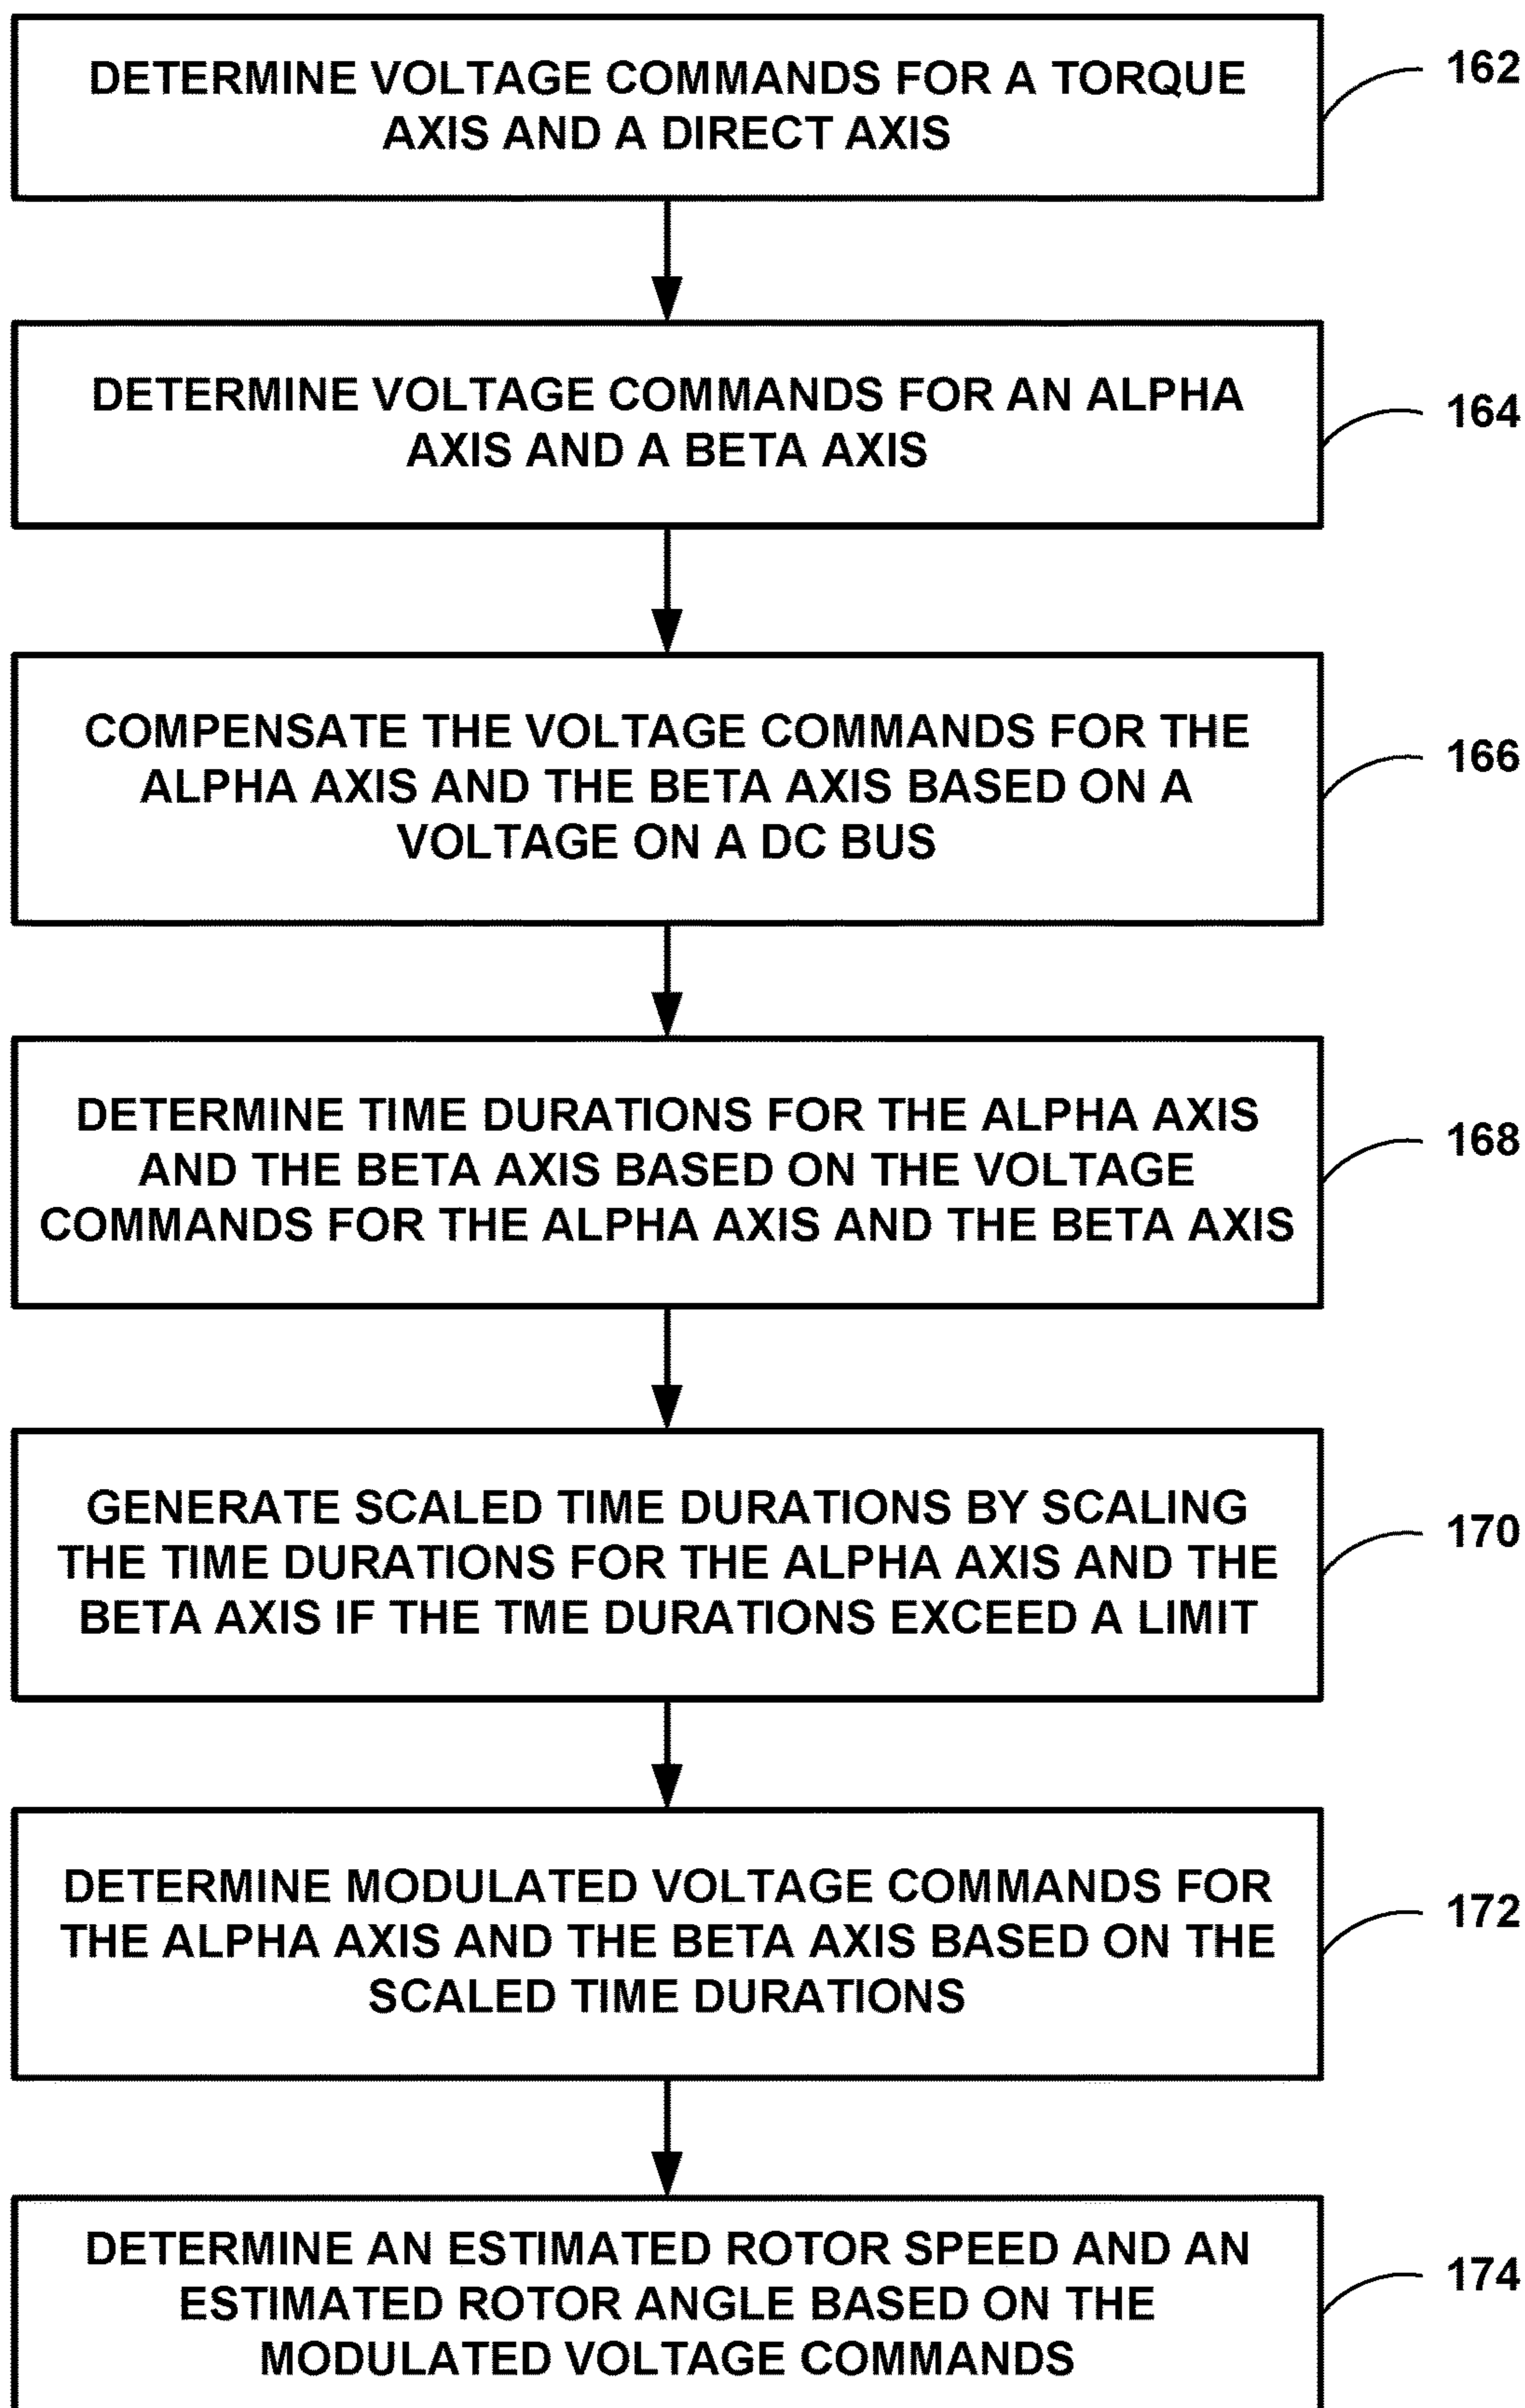 DETERMINE VOLTAGE COMMANDS FOR A TORQUE
AXIS AND A DIRECT AXIS
162
DETERMINE VOLTAGE COMMANDS FOR AN ALPHA
AXIS AND A BETA AXIS
164
COMPENSATE THE VOLTAGE COMMANDS FOR THE
ALPHA AXIS AND THE BETA AXIS BASED ON A
VOLTAGE ON A DC BUS
166
DETERMINE TIME DURATIONS FOR THE ALPHA AXIS
AND THE BETA AXIS BASED ON THE VOLTAGE
COMMANDS FOR THE ALPHA AXIS AND THE BETA AXIS
168
GENERATE SCALED TIME DURATIONS BY SCALING
THE TIME DURATIONS FOR THE ALPHA AXIS AND THE
BETA AXIS IF THE TME DURATIONS EXCEED A LIMIT
170
DETERMINE MODULATED VOLTAGE COMMANDS FOR
THE ALPHA AXIS AND THE BETA AXIS BASED ON THE
SCALED TIME DURATIONS
172
DETERMINE AN ESTIMATED ROTOR SPEED AND AN
ESTIMATED ROTOR ANGLE BASED ON THE
MODULATED VOLTAGE COMMANDS
174